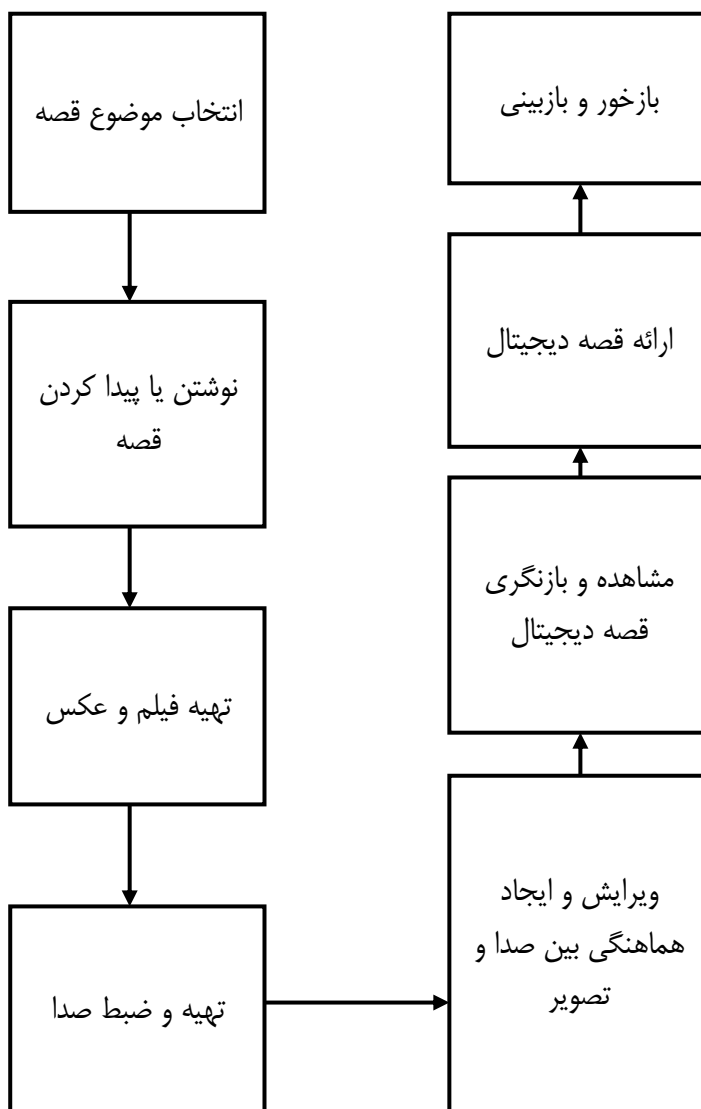 انتخاب موضوع قصه
نوشتن یا پیدا کردن
قصه
تهیه فیلم و عکس
تهیه و ضبط صدا
ویرایش و ایجاد
هماهنگی بین صدا و
تصویر
مشاهده و بازنگری
قصه دیجیتال
ارائه قصه دیجیتال
بازخور و بازبینی